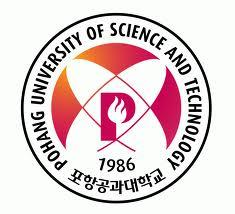 POHANG UNIVERSITY OF SCIENCE AND TECHNOLOGY
P
1986
포항공과대학교